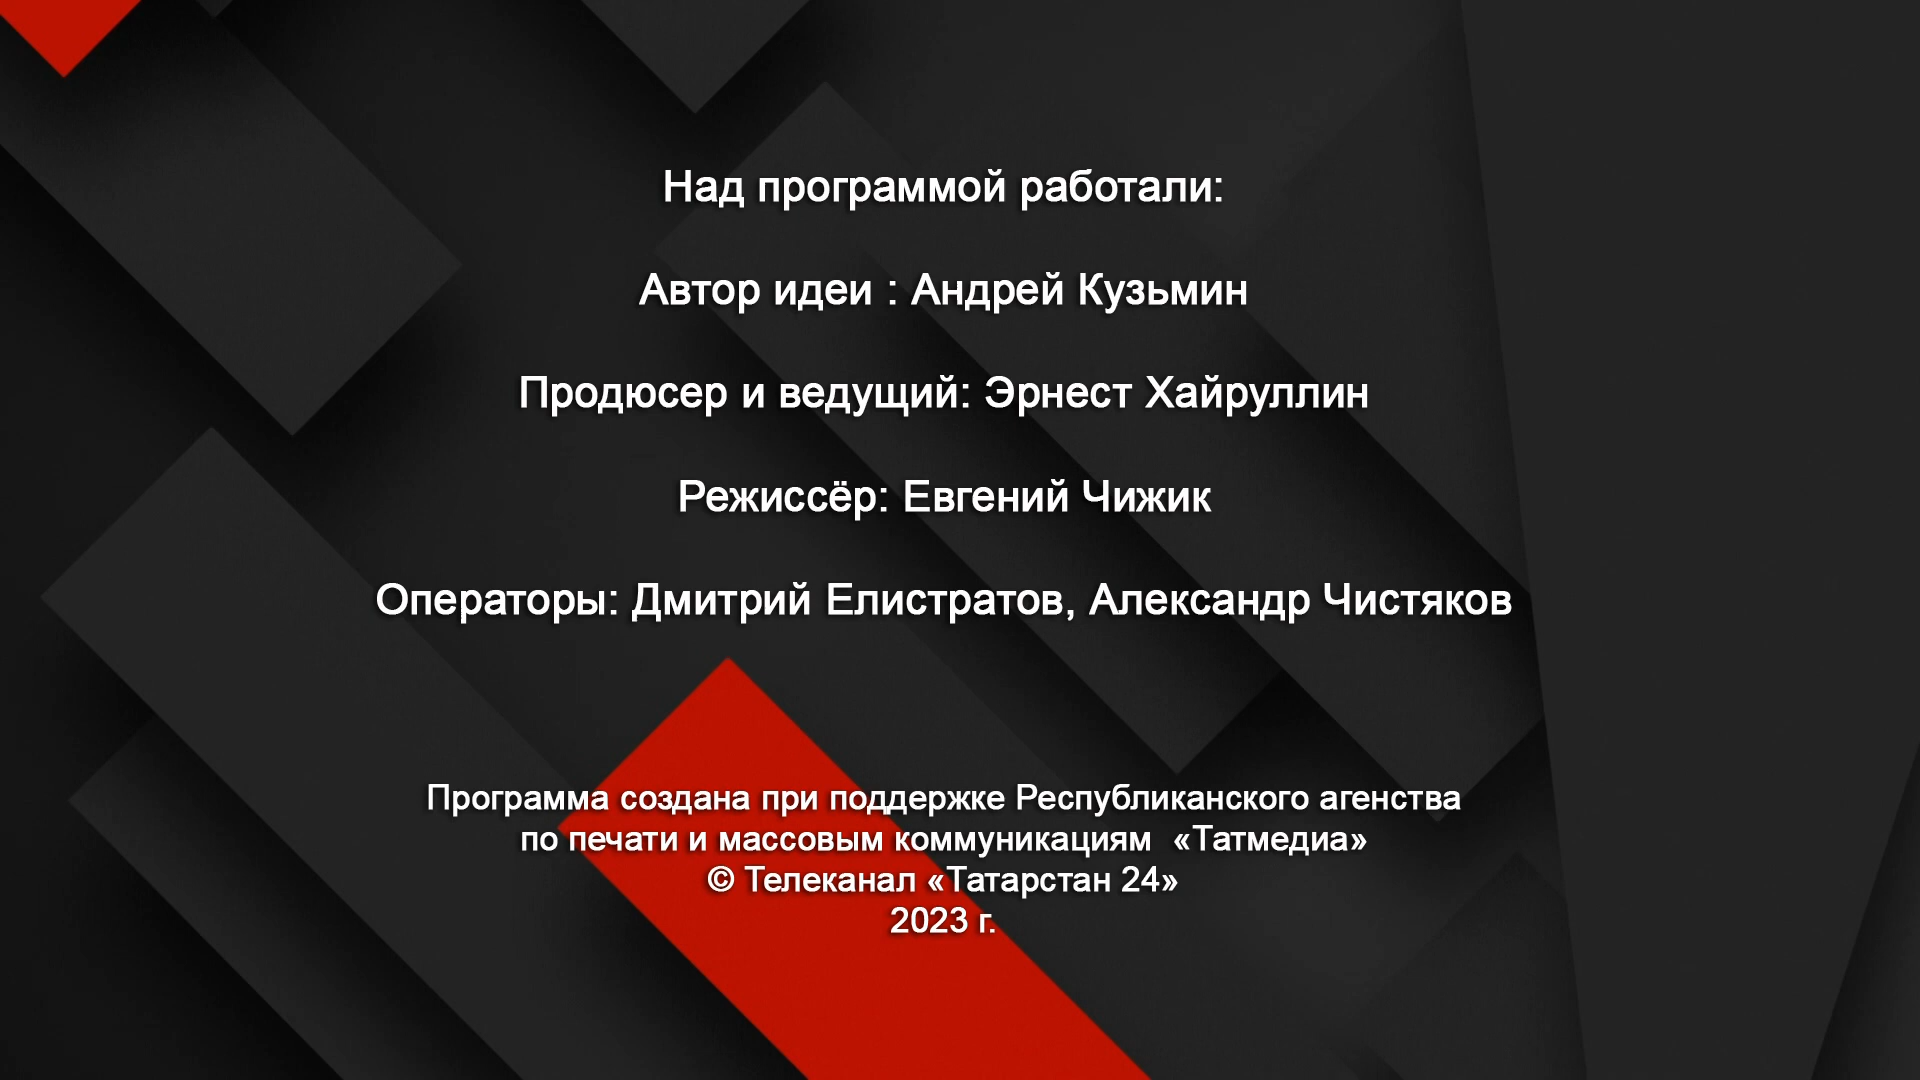 Над программой работали:
Автор идеи : Андрей Кузьмин
Продюсер и ведущий: Эрнест Хайруллин
Режиссёр: Евгений Чижик
Операторы: Дмитрий Елистратов, Александр Чистяков
Программа создана при поддержке Республиканского агенства
по печати и массовым коммуникациям «Татмедиа»
© Телеканал «Татарстан 24»
2023 г.